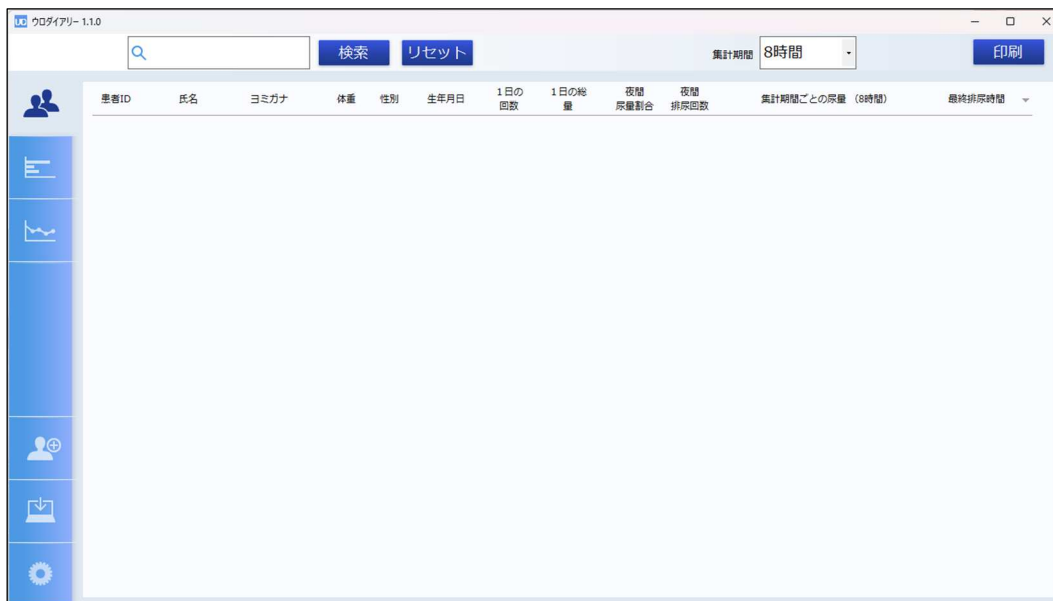 UD ウロダイアリー 1.1.0
検索 リセット 集計期間 8時間 印刷
患者ID 氏名 ヨミガナ 体重 性別 生年月日 1日の 1日の総 夜間 夜間 集計期間ごとの尿量 (8時間) 最終排尿時間
回数 量 尿量割合 排尿回数